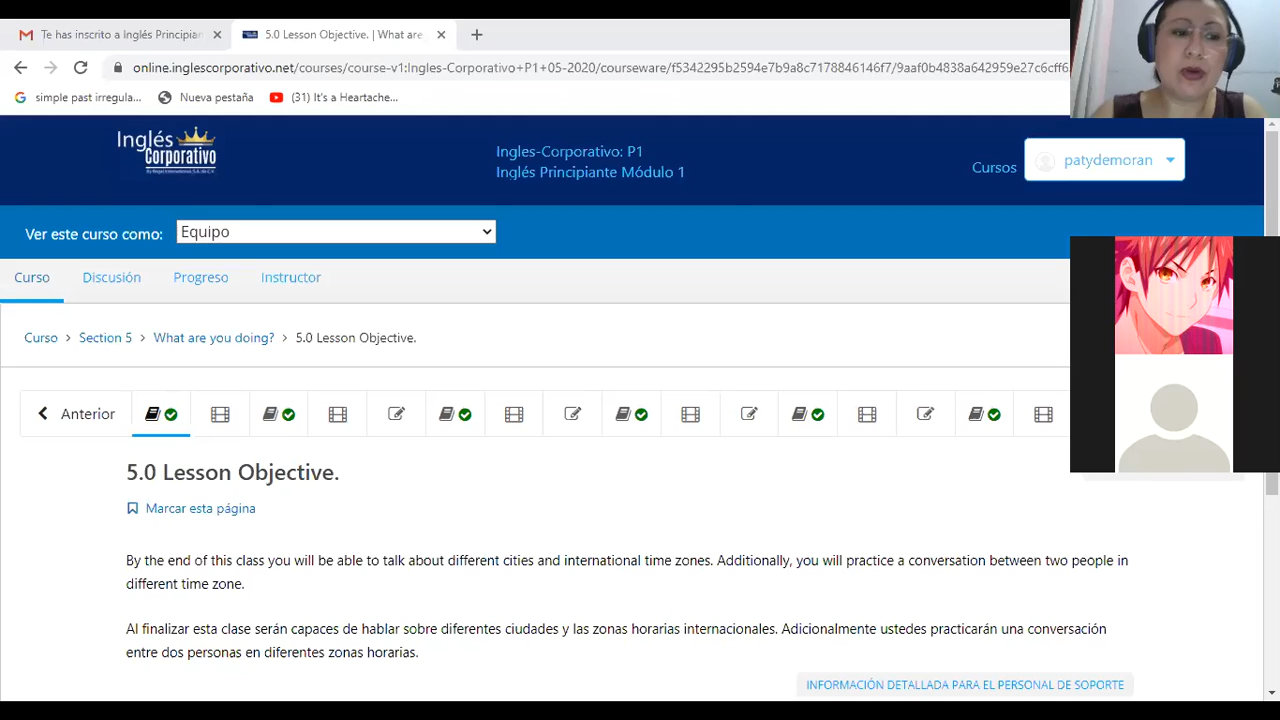 Te has inscrito a Inglés Principian
5.0 Lesson Objective. | What are
online.inglescorporativo.net/courses/course-v1:Ingles-Corporativo+P1+05-2020/courseware/f5342295b2594e7b9a8c7178846146f7/9aaf0b4838a642959e27c6cff6
simple past irregula...
Nueva pestaña
(31) It's a Heartache...
Inglés
Corporativo
Ingles-Corporativo: P1
Inglés Principiante Módulo 1
Cursos
patydemoran
Ver este curso como:
Equipo
Curso
Discusión
Progreso
Instructor
Curso > Section 5 > What are you doing? > 5.0 Lesson Objective.
Anterior
5.0 Lesson Objective.
Marcar esta página
By the end of this class you will be able to talk about different cities and international time zones. Additionally, you will practice a conversation between two people in
different time zone.
Al finalizar esta clase serán capaces de hablar sobre diferentes ciudades y las zonas horarias internacionales. Adicionalmente ustedes practicarán una conversación
entre dos personas en diferentes zonas horarias.
INFORMACIÓN DETALLADA PARA EL PERSONAL DE SOPORTE